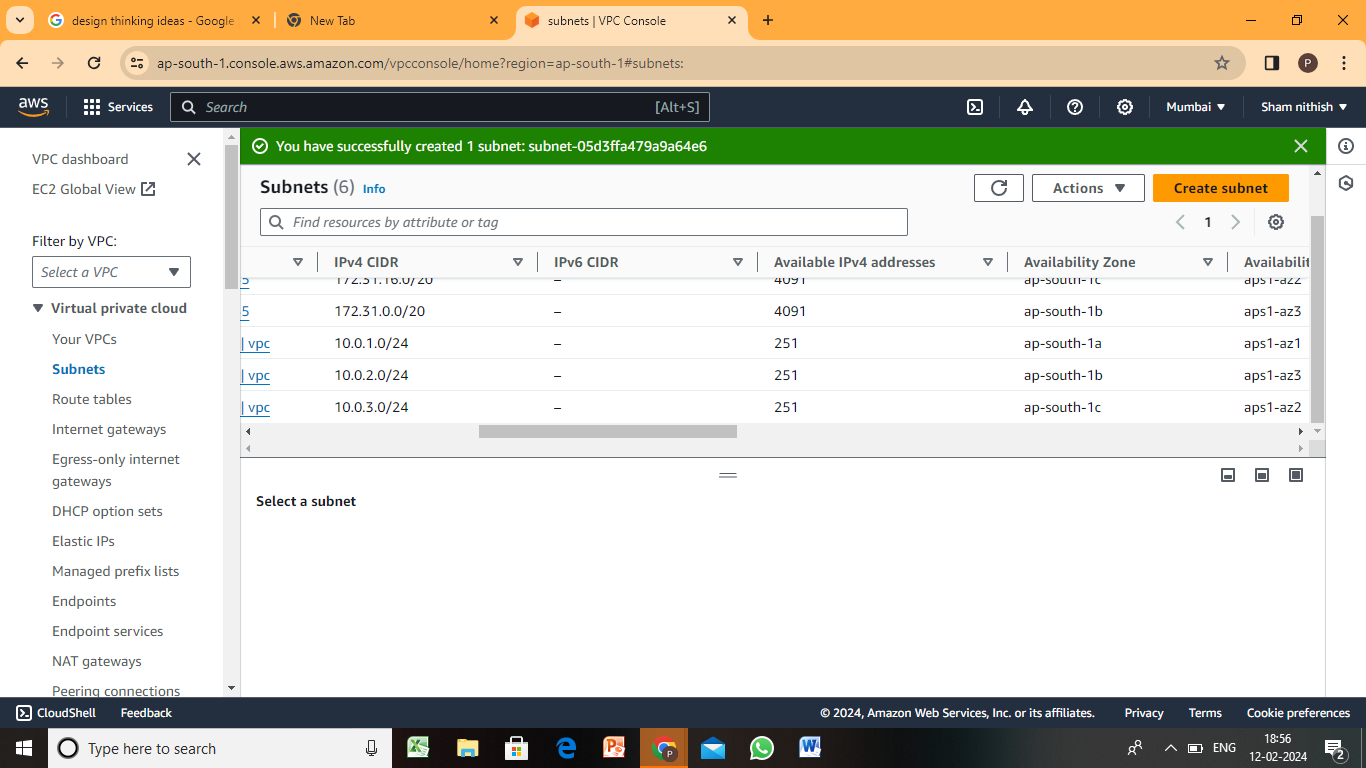 design thinking ideas - Google
New Tab
subnets | VPC Console
ap-south-1.console.aws.amazon.com/vpcconsole/home?region=ap-south-1#subnets:
P
aws
Services
Search
[Alt+S]
Mumbai
Sham nithish
VPC dashboard
EC2 Global View
Filter by VPC:
Select a VPC
Virtual private cloud
Your VPCs
Subnets
Route tables
Internet gateways
Egress-only internet
gateways
DHCP option sets
Elastic IPs
Managed prefix lists
Endpoints
Endpoint services
NAT gateways
Peering connections
You have successfully created 1 subnet: subnet-05d3ffa479a9a64e6
Subnets (6) Info
Actions
Create subnet
Find resources by attribute or tag
1
IPv4 CIDR IPv6 CIDR Available IPv4 addresses Availability Zone Availabilit
5 172.31.16.0/20 – 4091 ap-south-1c aps1-az2
5 172.31.0.0/20 – 4091 ap-south-1b aps1-az3
| vpc 10.0.1.0/24 – 251 ap-south-1a aps1-az1
| vpc 10.0.2.0/24 – 251 ap-south-1b aps1-az3
| vpc 10.0.3.0/24 – 251 ap-south-1c aps1-az2
Select a subnet
CloudShell Feedback © 2024, Amazon Web Services, Inc. or its affiliates. Privacy Terms Cookie preferences
Type here to search
ENG
18:56
12-02-2024
2